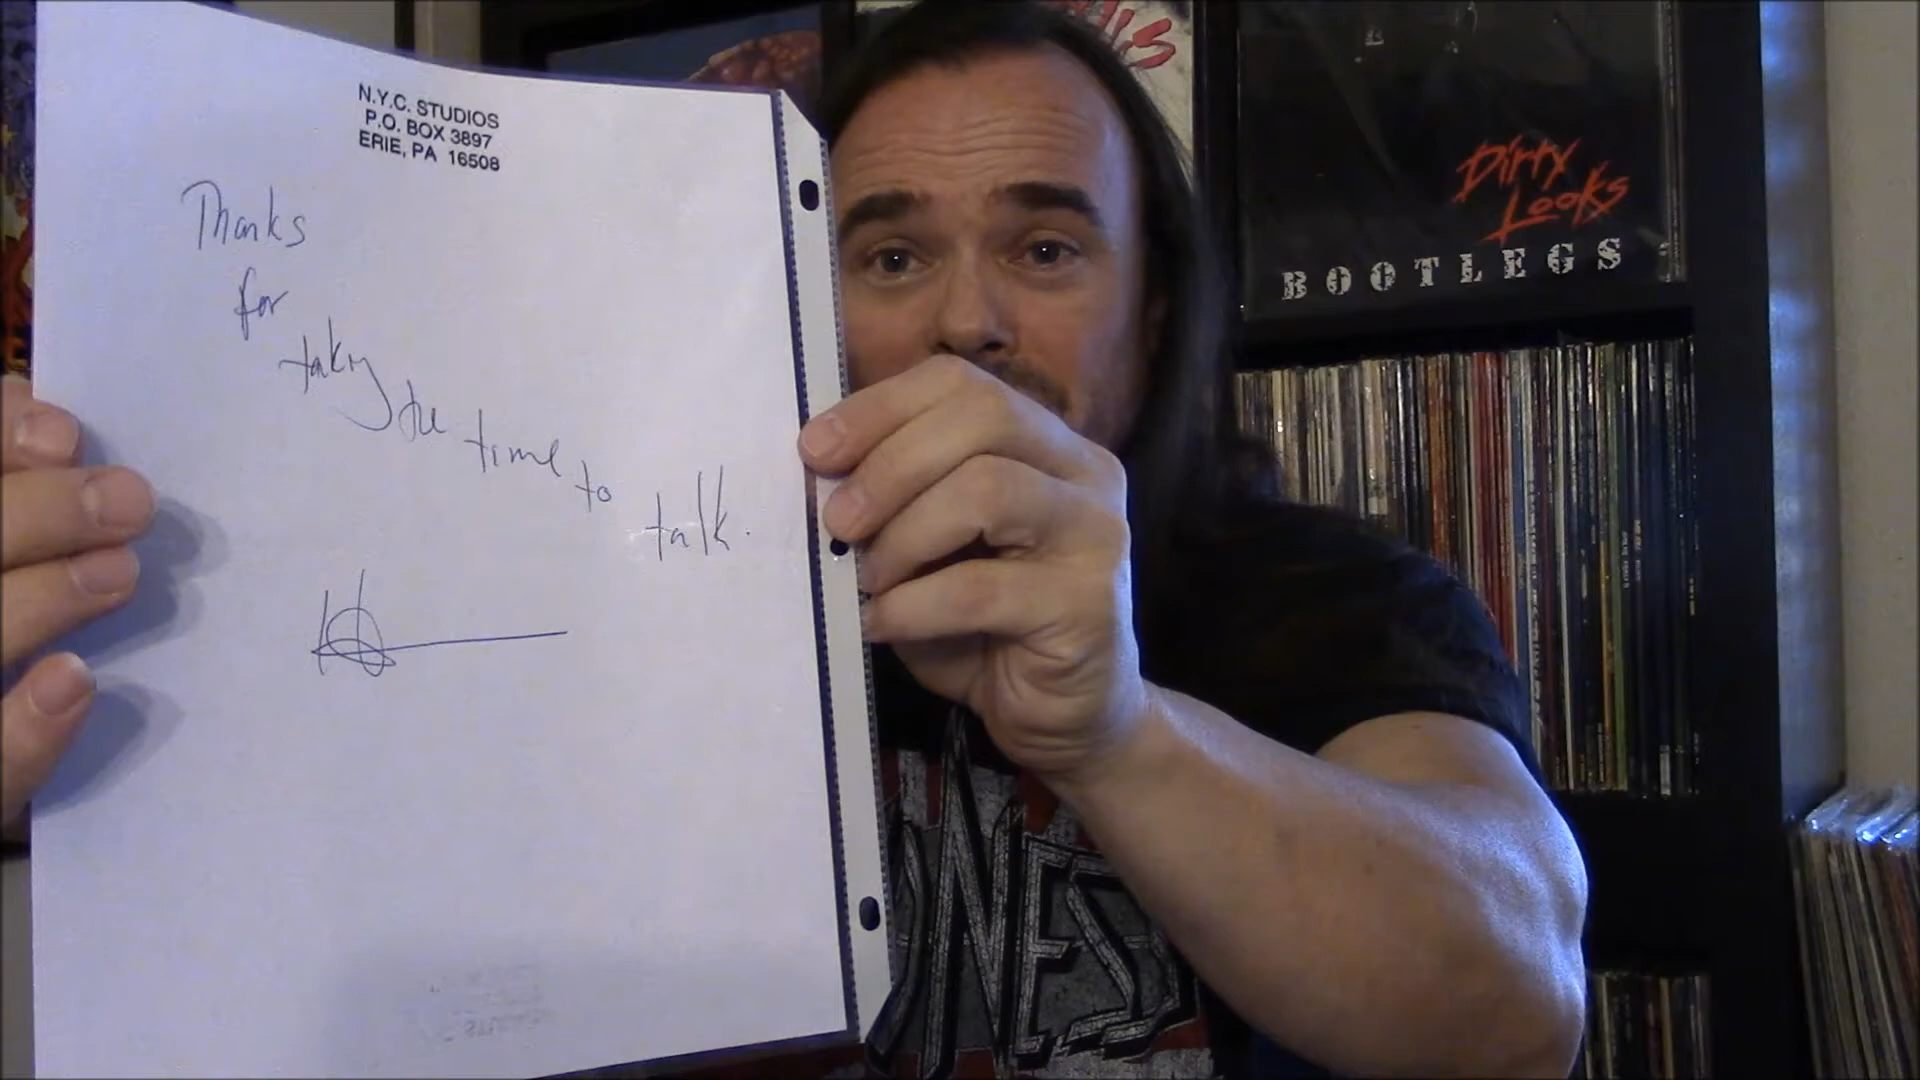 N.Y.C. STUDIOS
P.O. BOX 3897
ERIE, PA 16508
Thanks
for
taking
the time to talk.
Dirty
Looks
BOOTLEGS